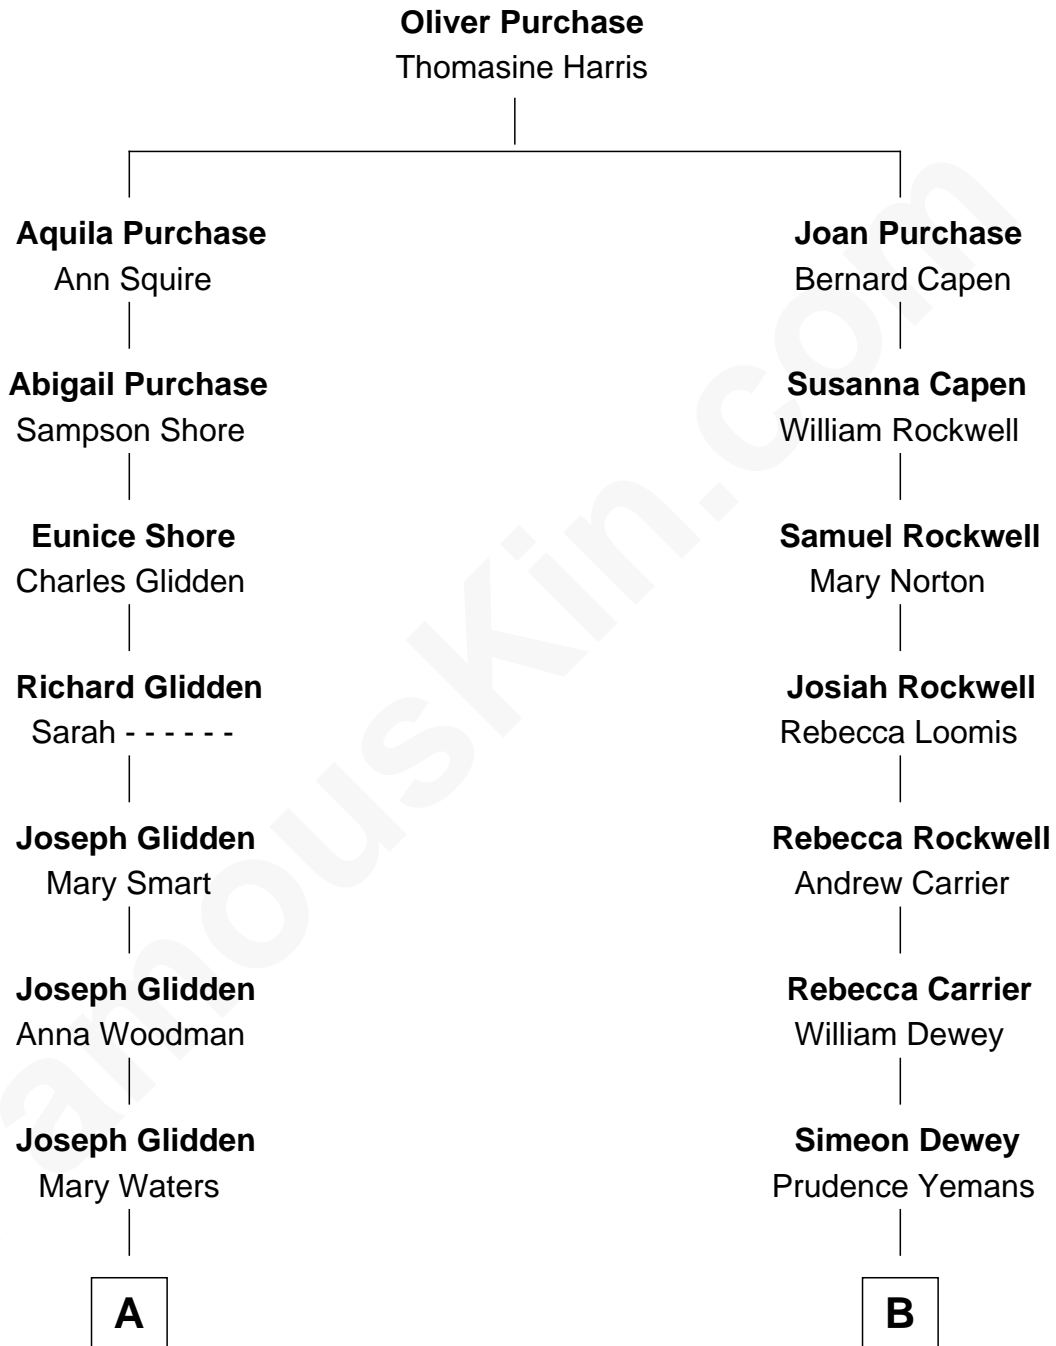 Oliver Purchase
Thomasine Harris
Aquila Purchase
Ann Squire
Joan Purchase
Bernard Capen
Abigail Purchase
Sampson Shore
Susanna Capen
William Rockwell
Eunice Shore
Charles Glidden
Samuel Rockwell
Mary Norton
Richard Glidden
Sarah - - - - - -
Josiah Rockwell
Rebecca Loomis
Joseph Glidden
Mary Smart
Rebecca Rockwell
Andrew Carrier
Joseph Glidden
Anna Woodman
Rebecca Carrier
William Dewey
Joseph Glidden
Mary Waters
Simeon Dewey
Prudence Yemans
A
B
amousKin.com